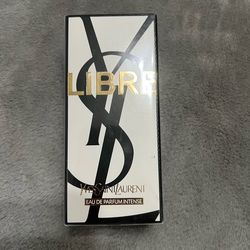 LIBRE
YSL
YVES SAINT LAURENT
EAU DE PARFUM INTENSE